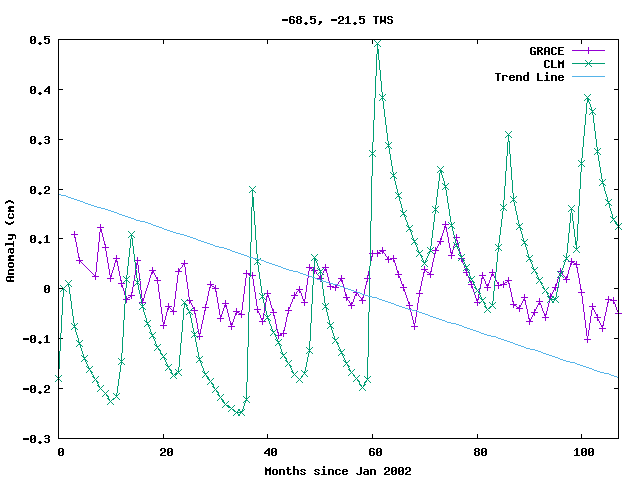 -68.5, -21.5 TWS
GRACE
CLM
Trend Line
0.5
0.4
0.3
0.2
0.1
0
-0.1
-0.2
-0.3
Anomaly (cm)
0 20 40 60 80 100
Months since Jan 2002